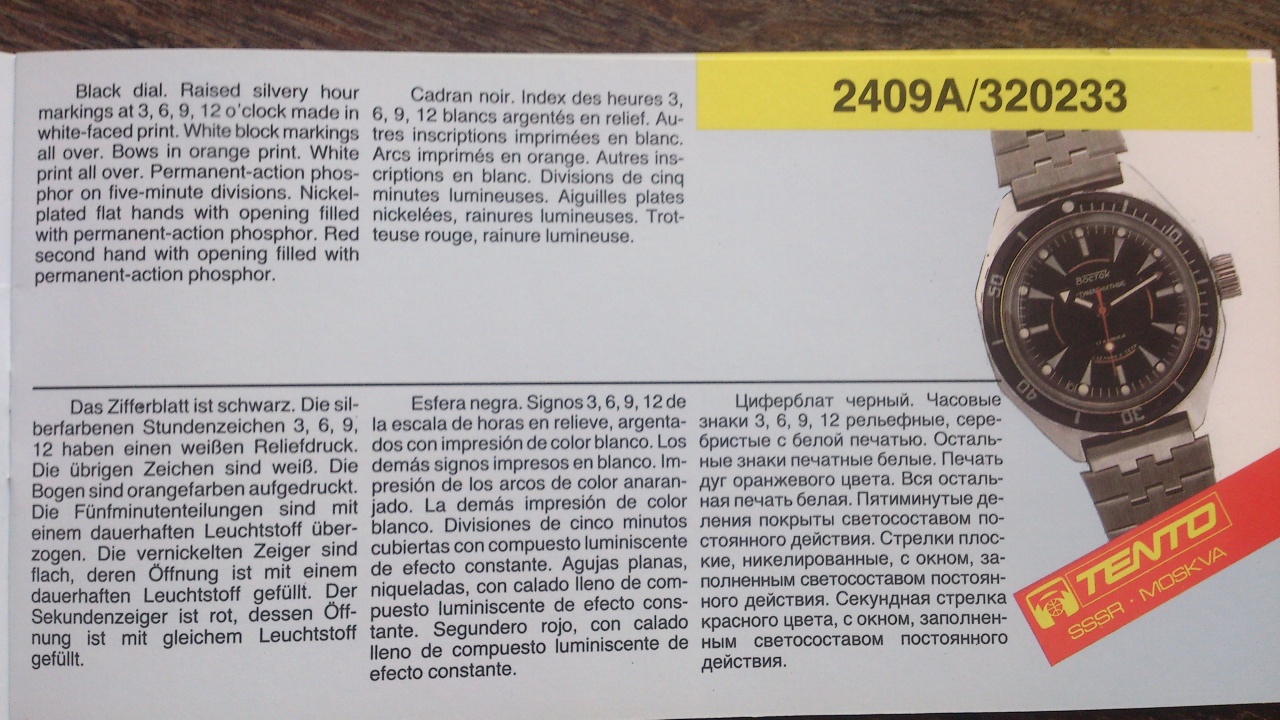 Black dial. Raised silvery hour
markings at 3, 6, 9, 12 o'clock made in
white-faced print. White block markings
all over. Bows in orange print. White
print all over. Permanent-action phos-
phor on five-minute divisions. Nickel-
plated flat hands with opening filled
with permanent-action phosphor. Red
second hand with opening filled with
permanent-action phosphor.
Cadran noir. Index des heures 3,
6, 9, 12 blancs argentés en relief. Au-
tres inscriptions imprimées en blanc.
Arcs imprimés en orange. Autres ins-
criptions en blanc. Divisions de cinq
minutes lumineuses. Aiguilles plates
nickelées, rainures lumineuses. Trot-
teuse rouge, rainure lumineuse.
2409A/320233
Das Zifferblatt ist schwarz. Die sil-
berfarbenen Stundenzeichen 3, 6, 9,
12 haben einen weißen Reliefdruck.
Die übrigen Zeichen sind weiß. Die
Bogen sind orangefarben aufgedruckt.
Die Fünfminutenteilungen sind mit
einem dauerhaften Leuchtstoff über-
zogen. Die vernickelten Zeiger sind
flach, deren Öffnung ist mit einem
dauerhaften Leuchtstoff gefüllt. Der
Sekundenzeiger ist rot, dessen Öff-
nung ist mit gleichem Leuchtstoff
gefüllt.
Esfera negra. Signos 3, 6, 9, 12 de
la escala de horas en relieve, argenta-
dos con impresión de color blanco. Los
demás signos impresos en blanco. Im-
presión de los arcos de color anaran-
jado. La demás impresión de color
blanco. Divisiones de cinco minutos
cubiertas con compuesto luminiscente
de efecto constante. Agujas planas,
niqueladas, con calado lleno de com-
puesto luminiscente de efecto cons-
tante. Segundero rojo, con calado
lleno de compuesto luminiscente de
efecto constante.
Циферблат черный. Часовые
знаки 3, 6, 9, 12 рельефные, сере-
бристые с белой печатью. Осталь-
ные знаки печатные белые. Печать
дуг оранжевого цвета. Вся осталь-
ная печать белая. Пятиминутые де-
ления покрыты светосоставом по-
стоянного действия. Стрелки плос-
кие, никелированные, с окном, за-
полненным светосоставом постоян-
ного действия. Секундная стрелка
красного цвета, с окном, заполнен-
ным светосоставом постоянного
действия.
10
20
30
40
50
ВОСТОК
TENTO
SSSR · MOSKVA